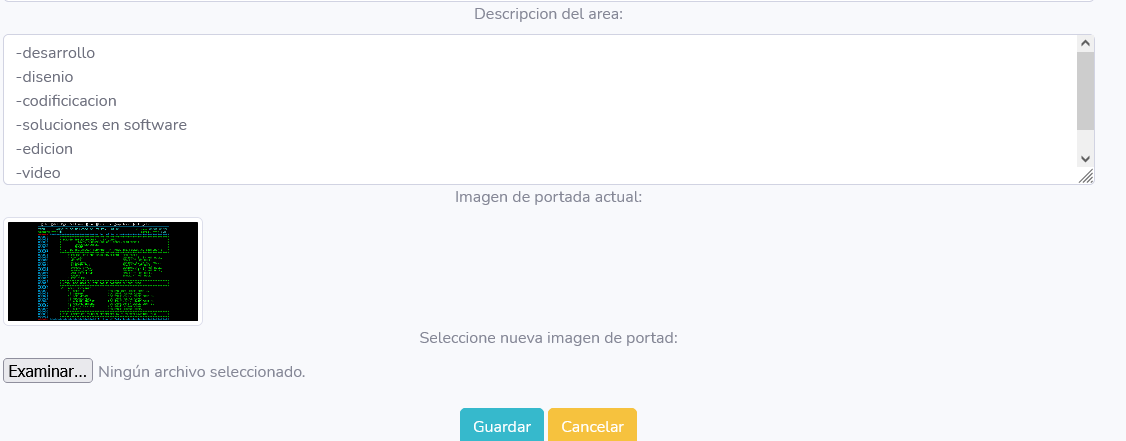 Descripcion del area:
-desarrollo
-disenio
-codificicacion
-soluciones en software
-edicion
-video
Imagen de portada actual:
Seleccione nueva imagen de portad:
Examinar... Ningún archivo seleccionado.
Guardar Cancelar